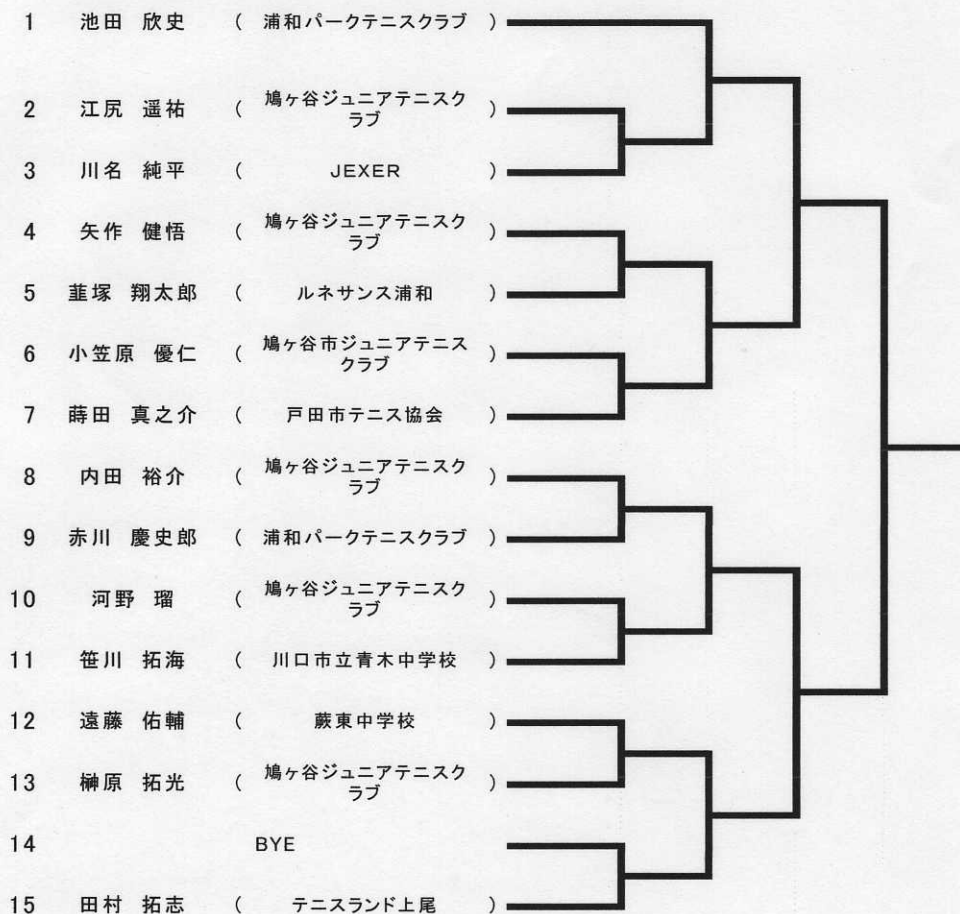 1 池田 欣史 ( 浦和パークテニスクラブ )
2 江尻 遥祐 ( 鳩ヶ谷ジュニアテニスク
ラブ )
3 川名 純平 ( JEXER )
4 矢作 健悟 ( 鳩ヶ谷ジュニアテニスク
ラブ )
5 韮塚 翔太郎 ( ルネサンス浦和 )
6 小笠原 優仁 ( 鳩ヶ谷市ジュニアテニス
クラブ )
7 蒔田 真之介 ( 戸田市テニス協会 )
8 内田 裕介 ( 鳩ヶ谷ジュニアテニスク
ラブ )
9 赤川 慶史郎 ( 浦和パークテニスクラブ )
10 河野 瑠 ( 鳩ヶ谷ジュニアテニスク
ラブ )
11 笹川 拓海 ( 川口市立青木中学校 )
12 遠藤 佑輔 ( 蕨東中学校 )
13 榊原 拓光 ( 鳩ヶ谷ジュニアテニスク
ラブ )
14 BYE
15 田村 拓志 ( テニスランド上尾 )